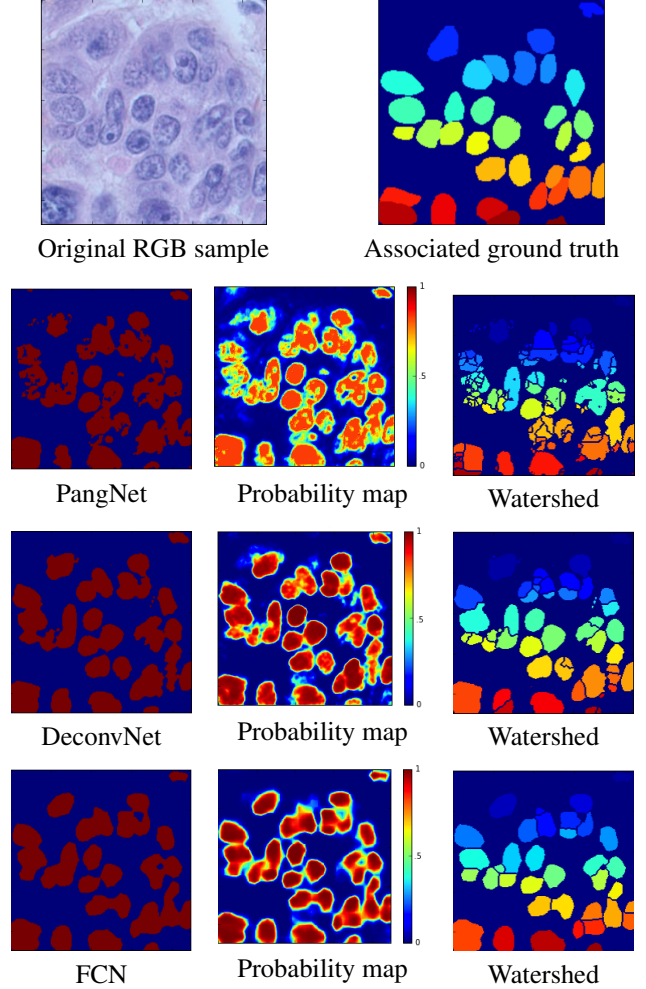 Original RGB sample
Associated ground truth
1
.5
0
PangNet
Probability map
Watershed
1
.5
0
DeconvNet
Probability map
Watershed
1
.5
0
FCN
Probability map
Watershed